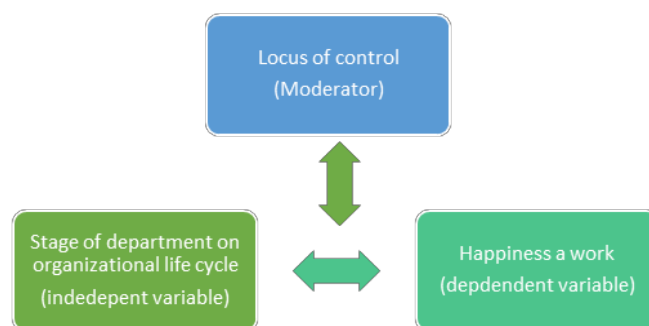 Locus of control
(Moderator)
Stage of department on
organizational life cycle
(indedepent variable)
Happiness a work
(depdendent variable)